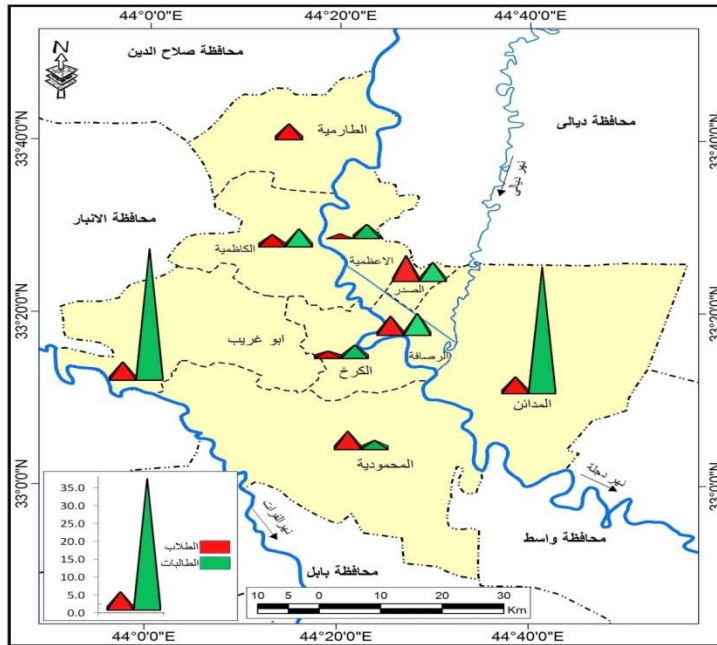 44°0'0"E 44°20'0"E 44°40'0"E
N
محافظة صلاح الدين
محافظة ديالى
33°40'0"N 33°40'0"N
الطارمية
نهر ديالى
محافظة الانبار
الكاظمية
الاعظمية
الصدر
33°20'0"N 33°20'0"N
ابو غريب
الرصافة
الكرخ
المدائن
المحمودية
نهر دجلة
33°0'0"N 33°0'0"N
35.0
30.0
25.0
20.0
15.0
10.0
5.0
0.0
الطلاب
الطالبات
نهر الفرات
محافظة واسط
محافظة بابل
10 5 0 10 20 30
Km
44°0'0"E 44°20'0"E 44°40'0"E